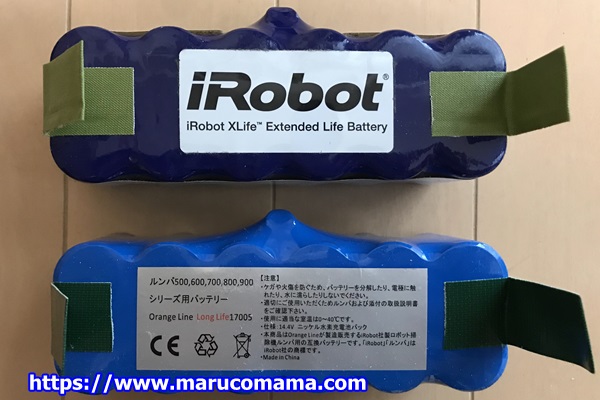 iRobot®
iRobot XLife™ Extended Life Battery
ルンバ500,600,700,800,900
シリーズ用バッテリー
Orange Line Long Life1700S
【注意】
・ケガや火傷を防ぐため、バッテリーを分解したり、電極に触
れたり、水に濡らしたりしないでください。
・適切にご使用いただくためルンバおよび添付の取扱説明書
をご確認ください。
・使用に適当な室温は0～40℃です。
・仕様：14.4V ニッケル水素充電池パック
・本商品はOrange Lineが製造販売するiRobot社製ロボット掃
除機ルンバ用の互換バッテリーです。「iRobot」「ルンバ」は
iRobot社の商標です。
Made in China
CE
https://www.marucomama.com